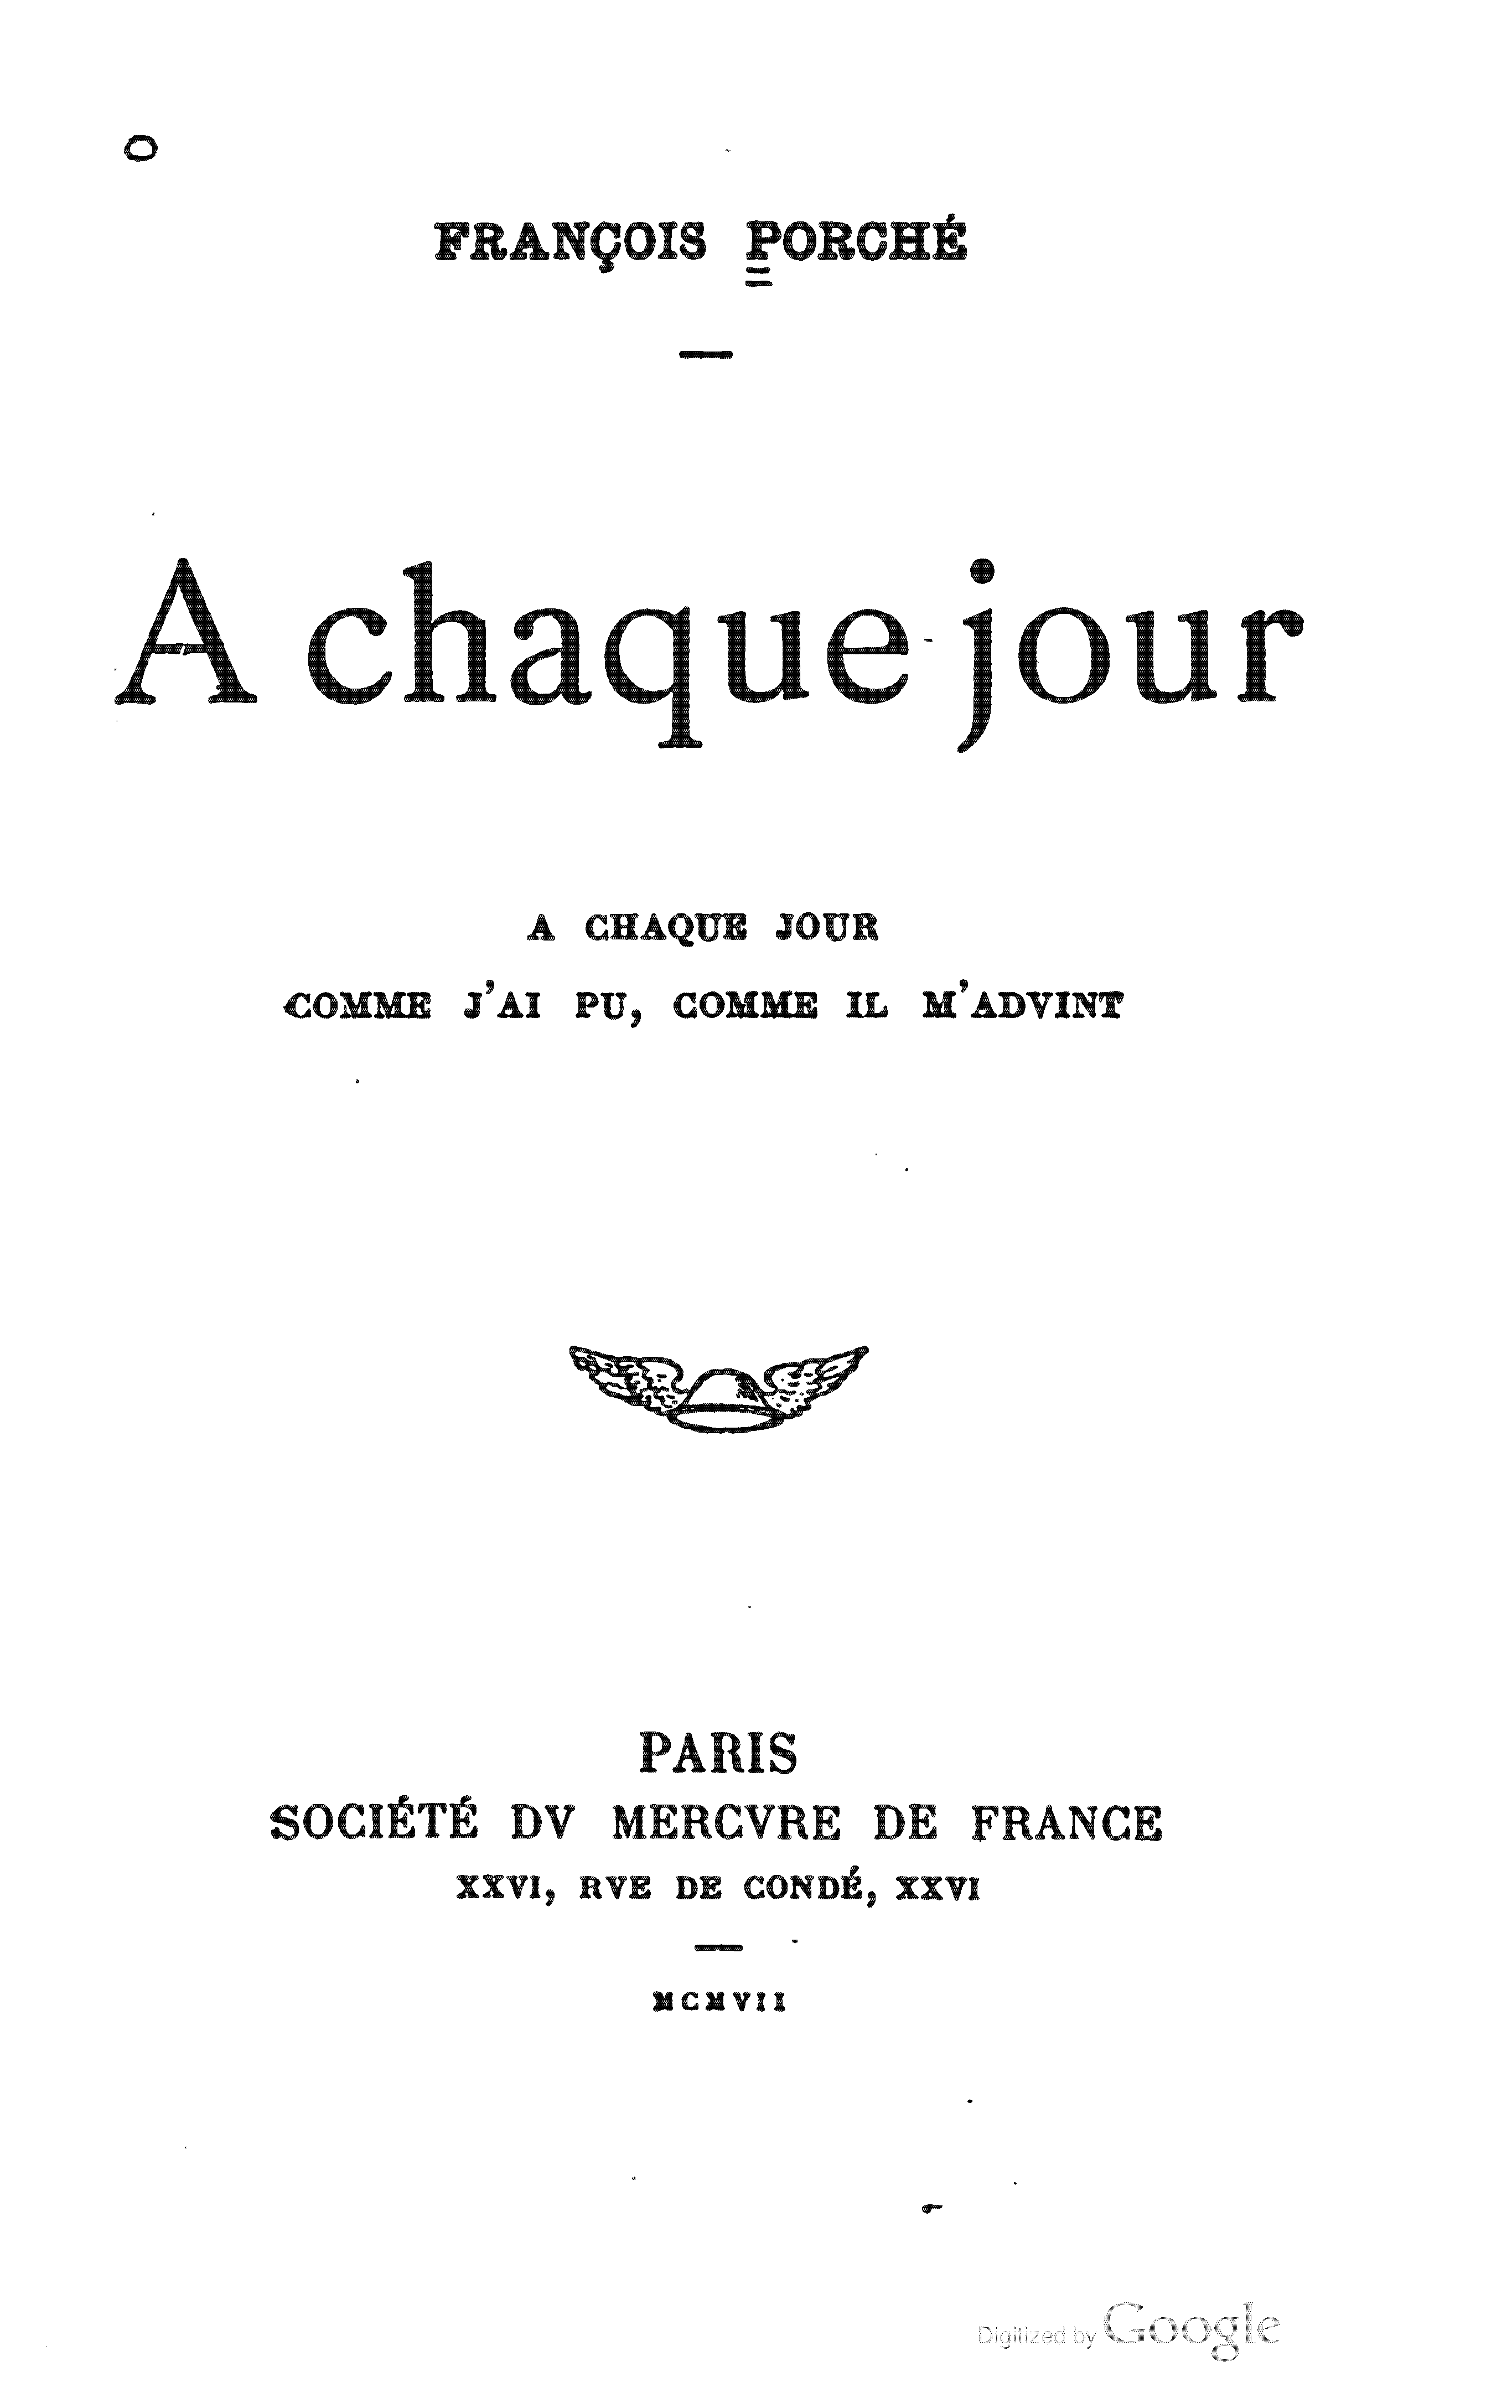 FRANÇOIS PORCHÉ
A chaque jour
A CHAQUE JOUR
COMME J'AI PU, COMME IL M'ADVINT
PARIS
SOCIÉTÉ DV MERCVRE DE FRANCE
XXVI, RVE DE CONDÉ, XXVI
MCMVII
Digitized by Google